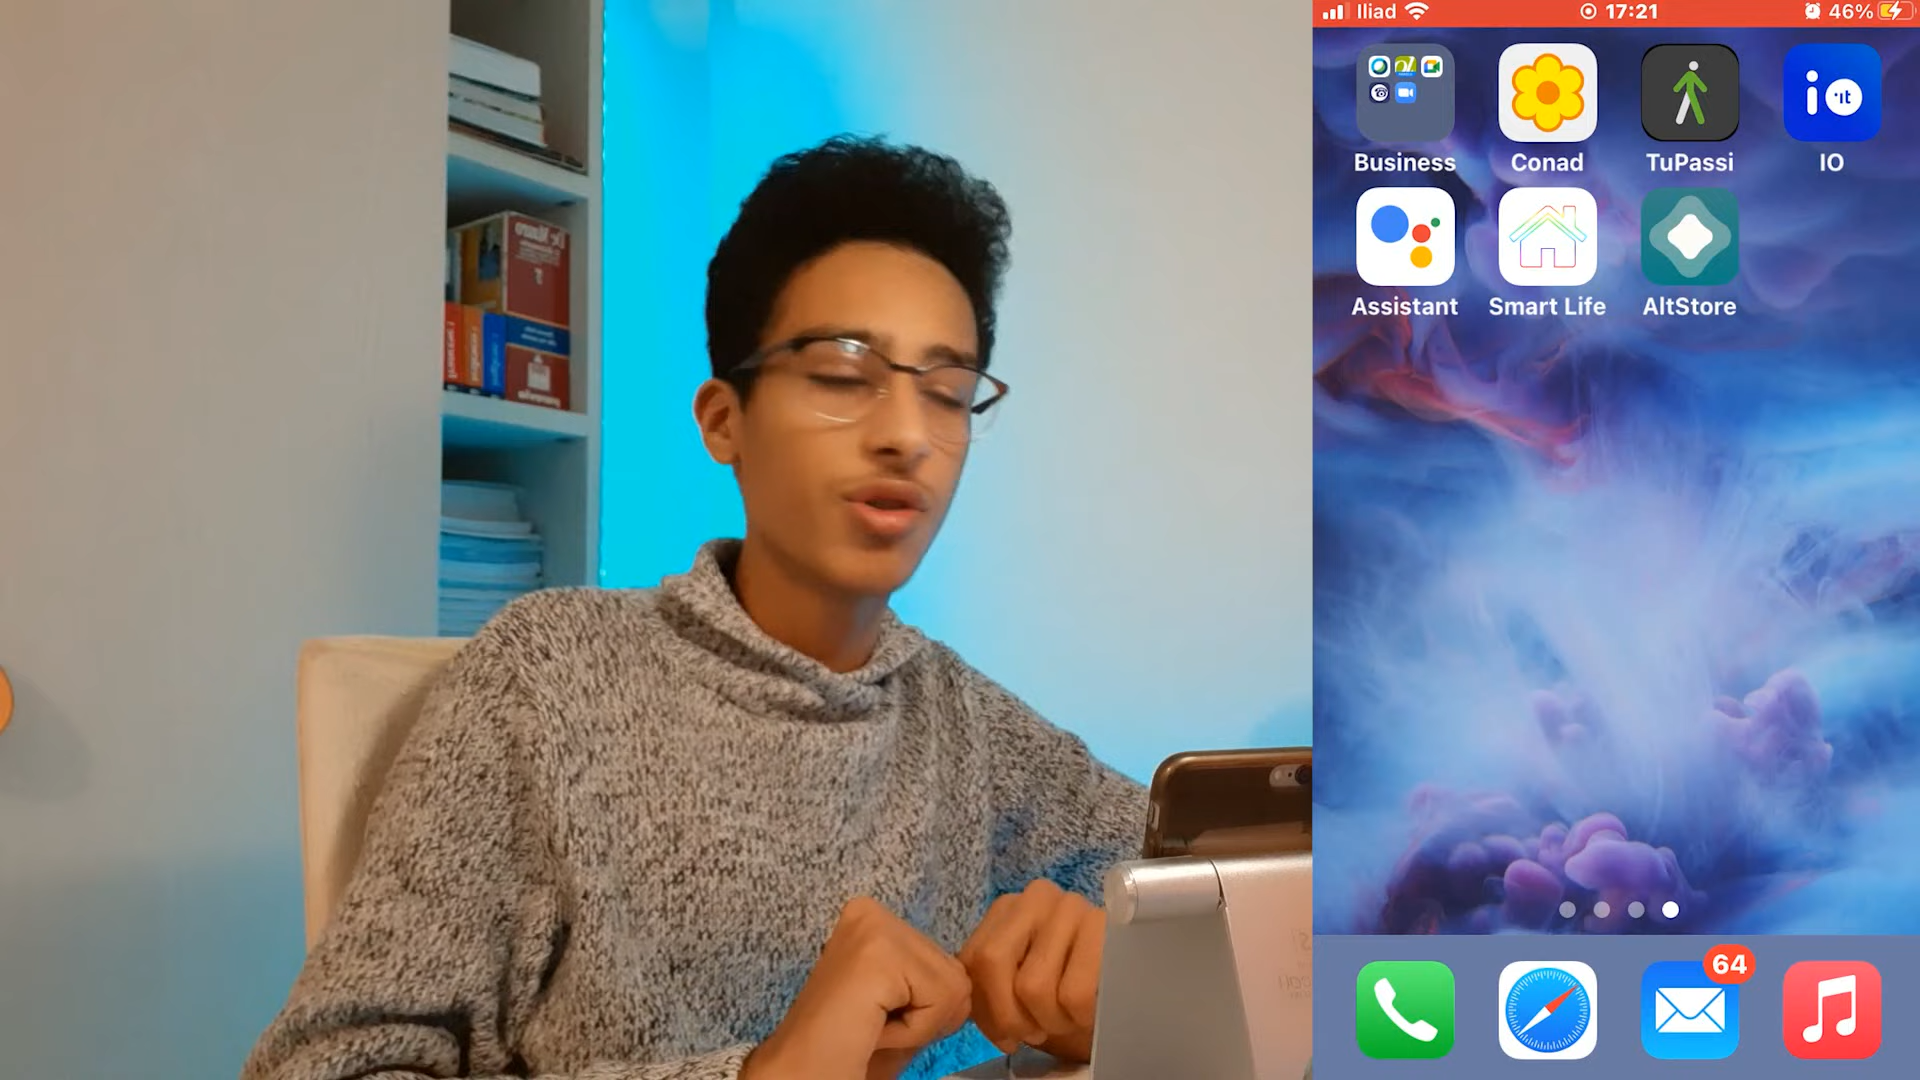 Iliad
17:21
46%
Business
Conad
TuPassi
IO
Assistant
Smart Life
AltStore
64